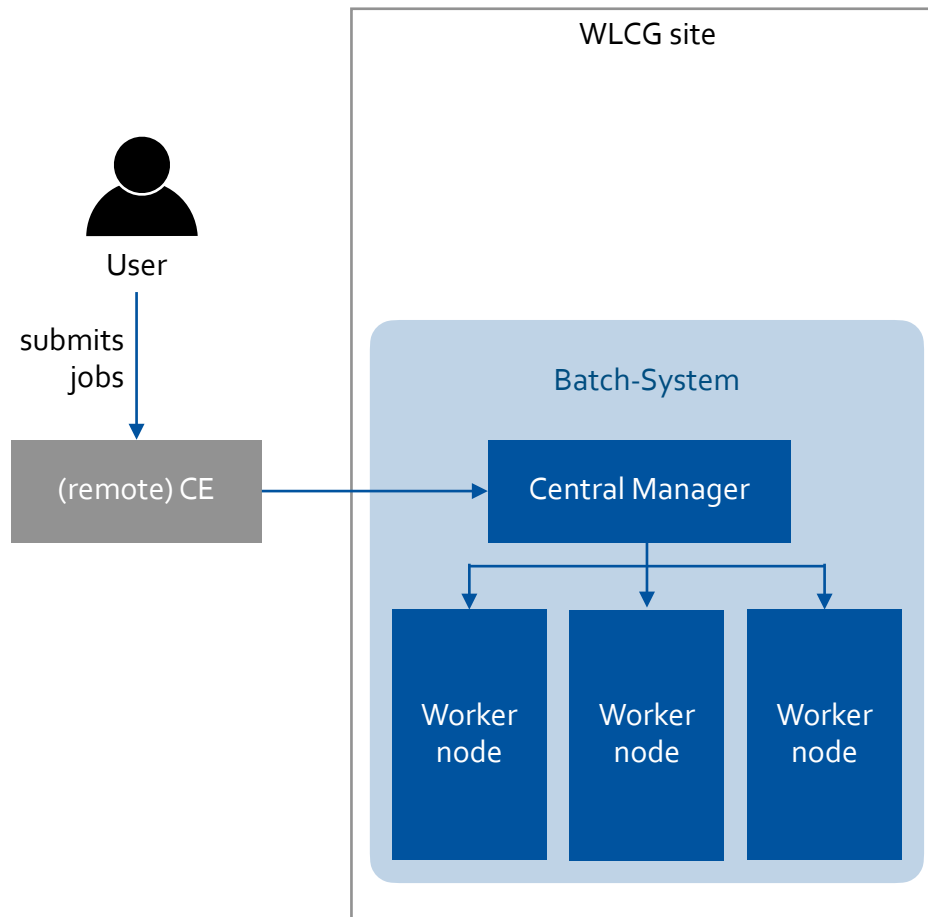 WLCG site
User
submits
jobs
Batch-System
(remote) CE
Central Manager
Worker
node
Worker
node
Worker
node